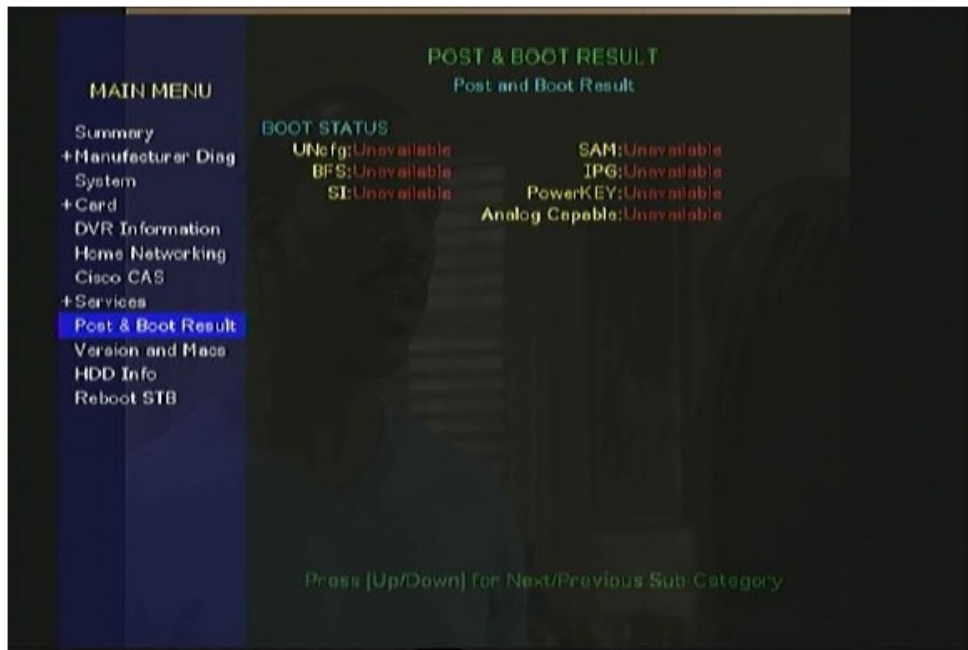 POST & BOOT RESULT
Post and Boot Result
MAIN MENU
Summary
+Manufacturer Diag
System
+Card
DVR Information
Home Networking
Cisco CAS
+Services
Post & Boot Result
Version and Macs
HDD Info
Reboot STB
BOOT STATUS
UNcfg:Unavailable SAM:Unavailable
BFS:Unavailable IPG:Unavailable
SI:Unavailable PowerKEY:Unavailable
Analog Capable:Unavailable
Press [Up/Down] for Next/Previous Sub-Category